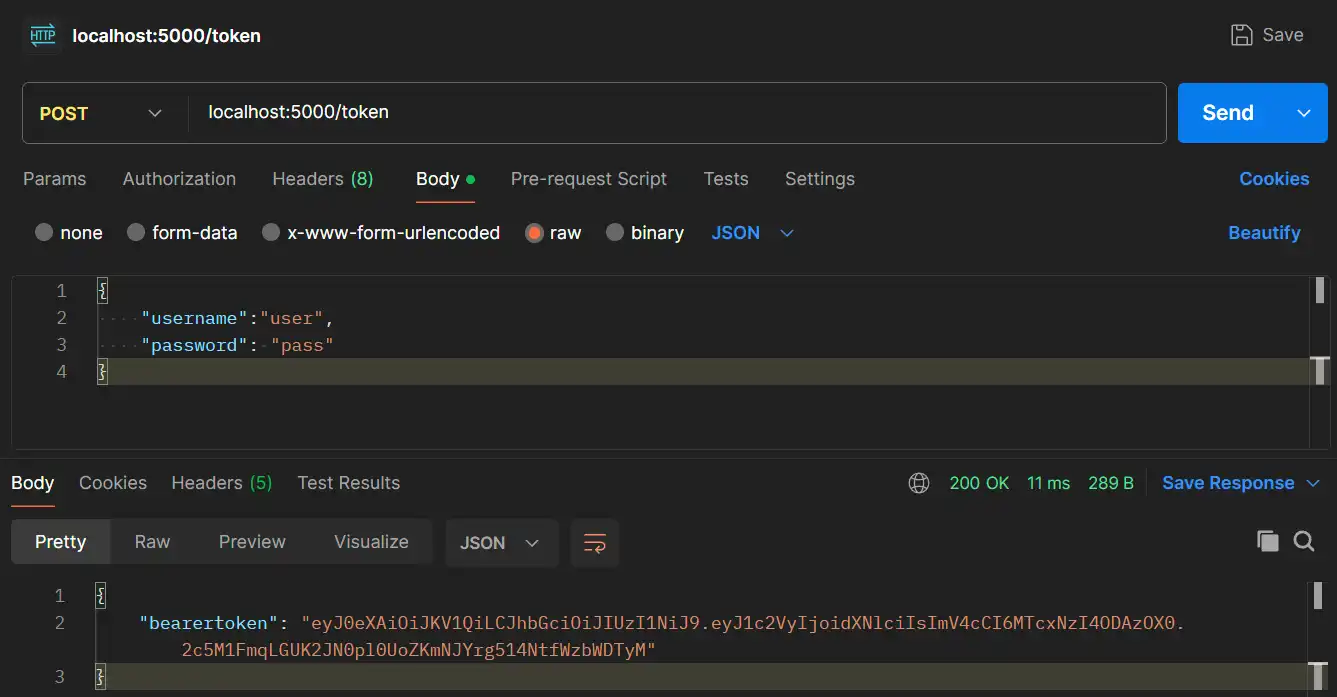 HTTP localhost:5000/token Save
POST localhost:5000/token Send
Params Authorization Headers (8) Body Pre-request Script Tests Settings Cookies
none form-data x-www-form-urlencoded raw binary JSON Beautify
1 {
2 ····"username":"user",
3 ····"password":·"pass"
4 }
Body Cookies Headers (5) Test Results 200 OK 11 ms 289 B Save Response
Pretty Raw Preview Visualize JSON
1 {
2 "bearertoken": "eyJ0eXAiOiJKV1QiLCJhbGciOiJIUzI1NiJ9.eyJ1c2VyIjoidXNlciIsImV4cCI6MTcxNzI4ODAzOX0.
2c5M1FmqLGUK2JN0pl0UoZKmNJYrg514NtfWzbWDTyM"
3 }